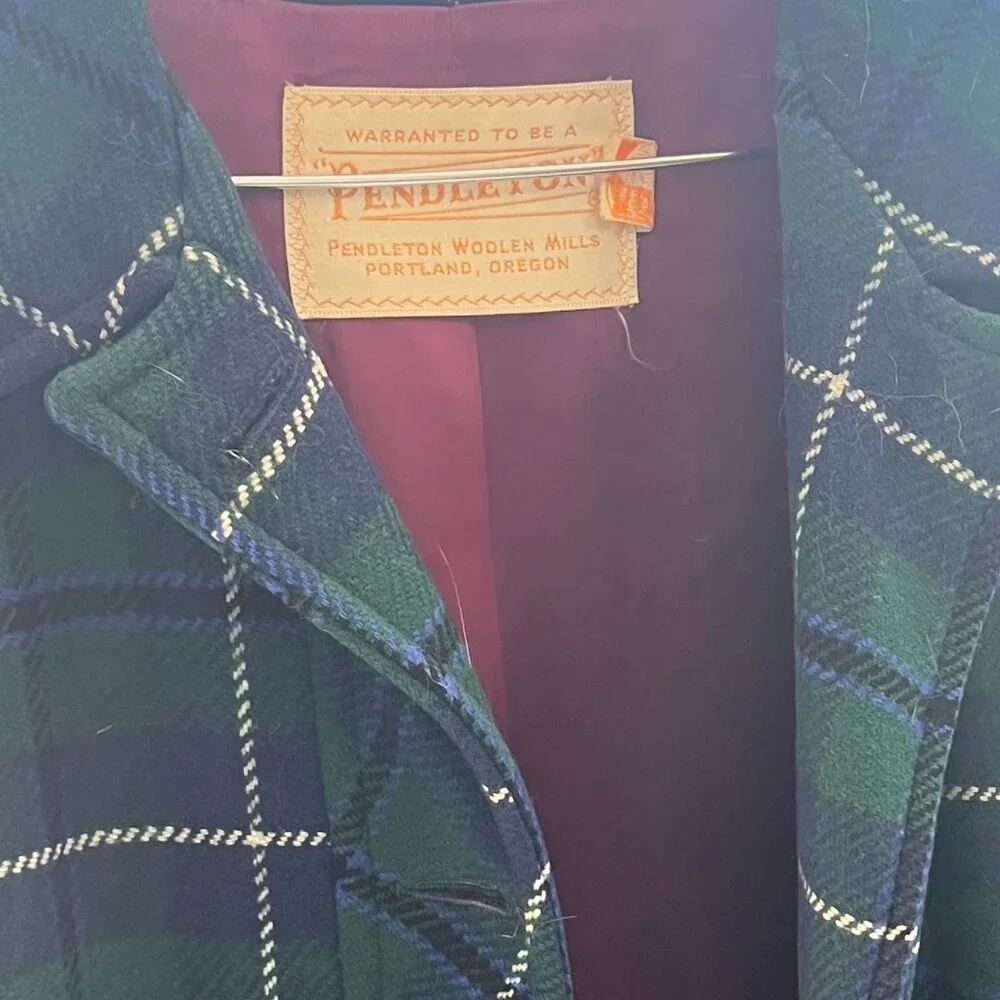 WARRANTED TO BE A
"PENDLETON"
PENDLETON WOOLEN MILLS
PORTLAND, OREGON